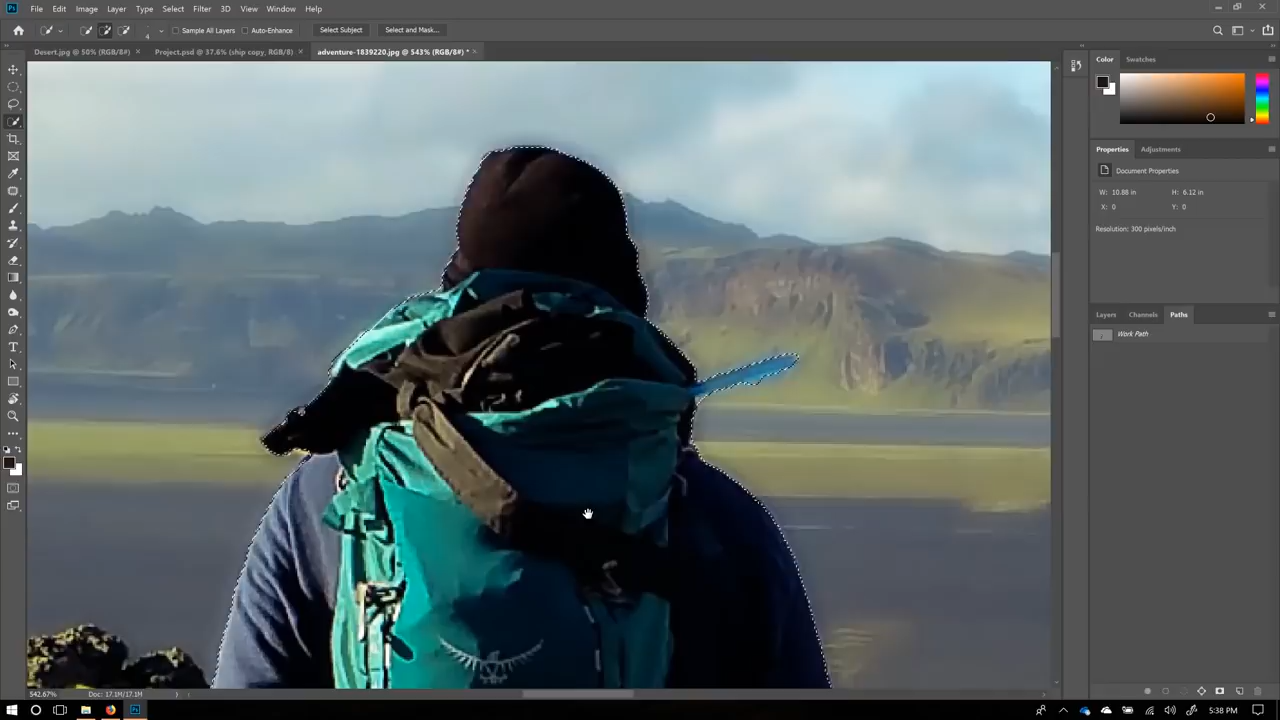 File Edit Image Layer Type Select Filter 3D View Window Help
4 Sample All Layers Auto-Enhance Select Subject Select and Mask...
Desert.jpg @ 50% (RGB/8#) × Project.psd @ 37.6% (ship copy, RGB/8) × adventure-1839220.jpg @ 543% (RGB/8#) * ×
Color Swatches
Properties Adjustments
Document Properties
W: 10.88 in H: 6.12 in
X: 0 Y: 0
Resolution: 300 pixels/inch
Layers Channels Paths
Work Path
542.67% Doc: 17.1M/17.1M
5:38 PM